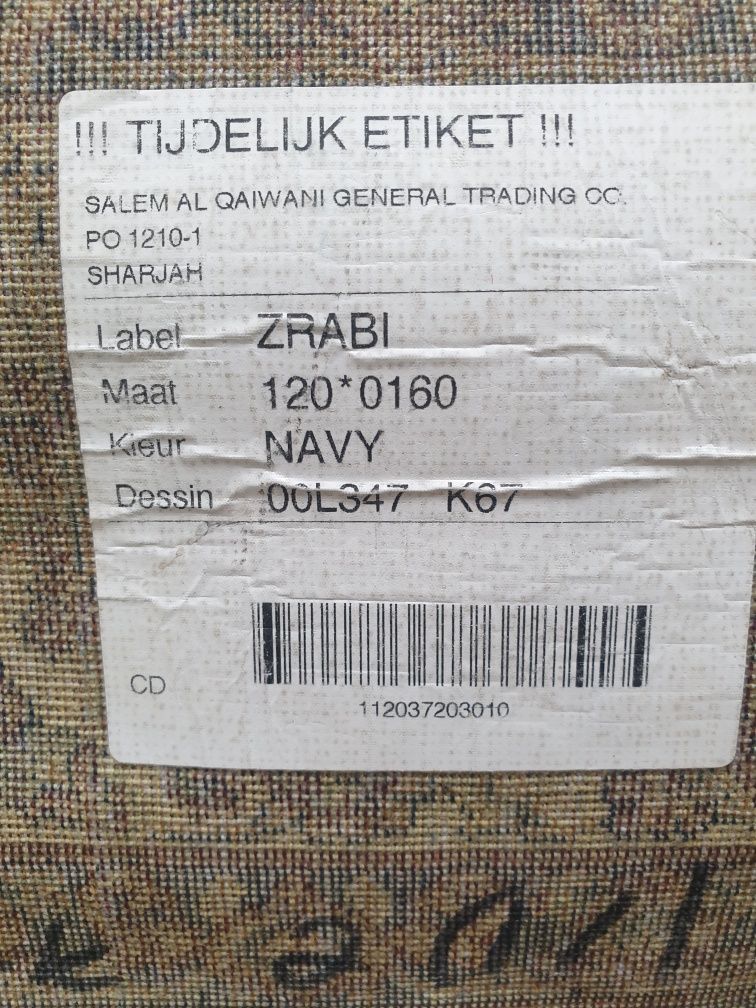 !!! TIJDELIJK ETIKET !!!
SALEM AL QAIWANI GENERAL TRADING CO.
PO 1210-1
SHARJAH
Label ZRABI
Maat 120*0160
Kleur NAVY
Dessin 00L347 K67
CD
112037203010